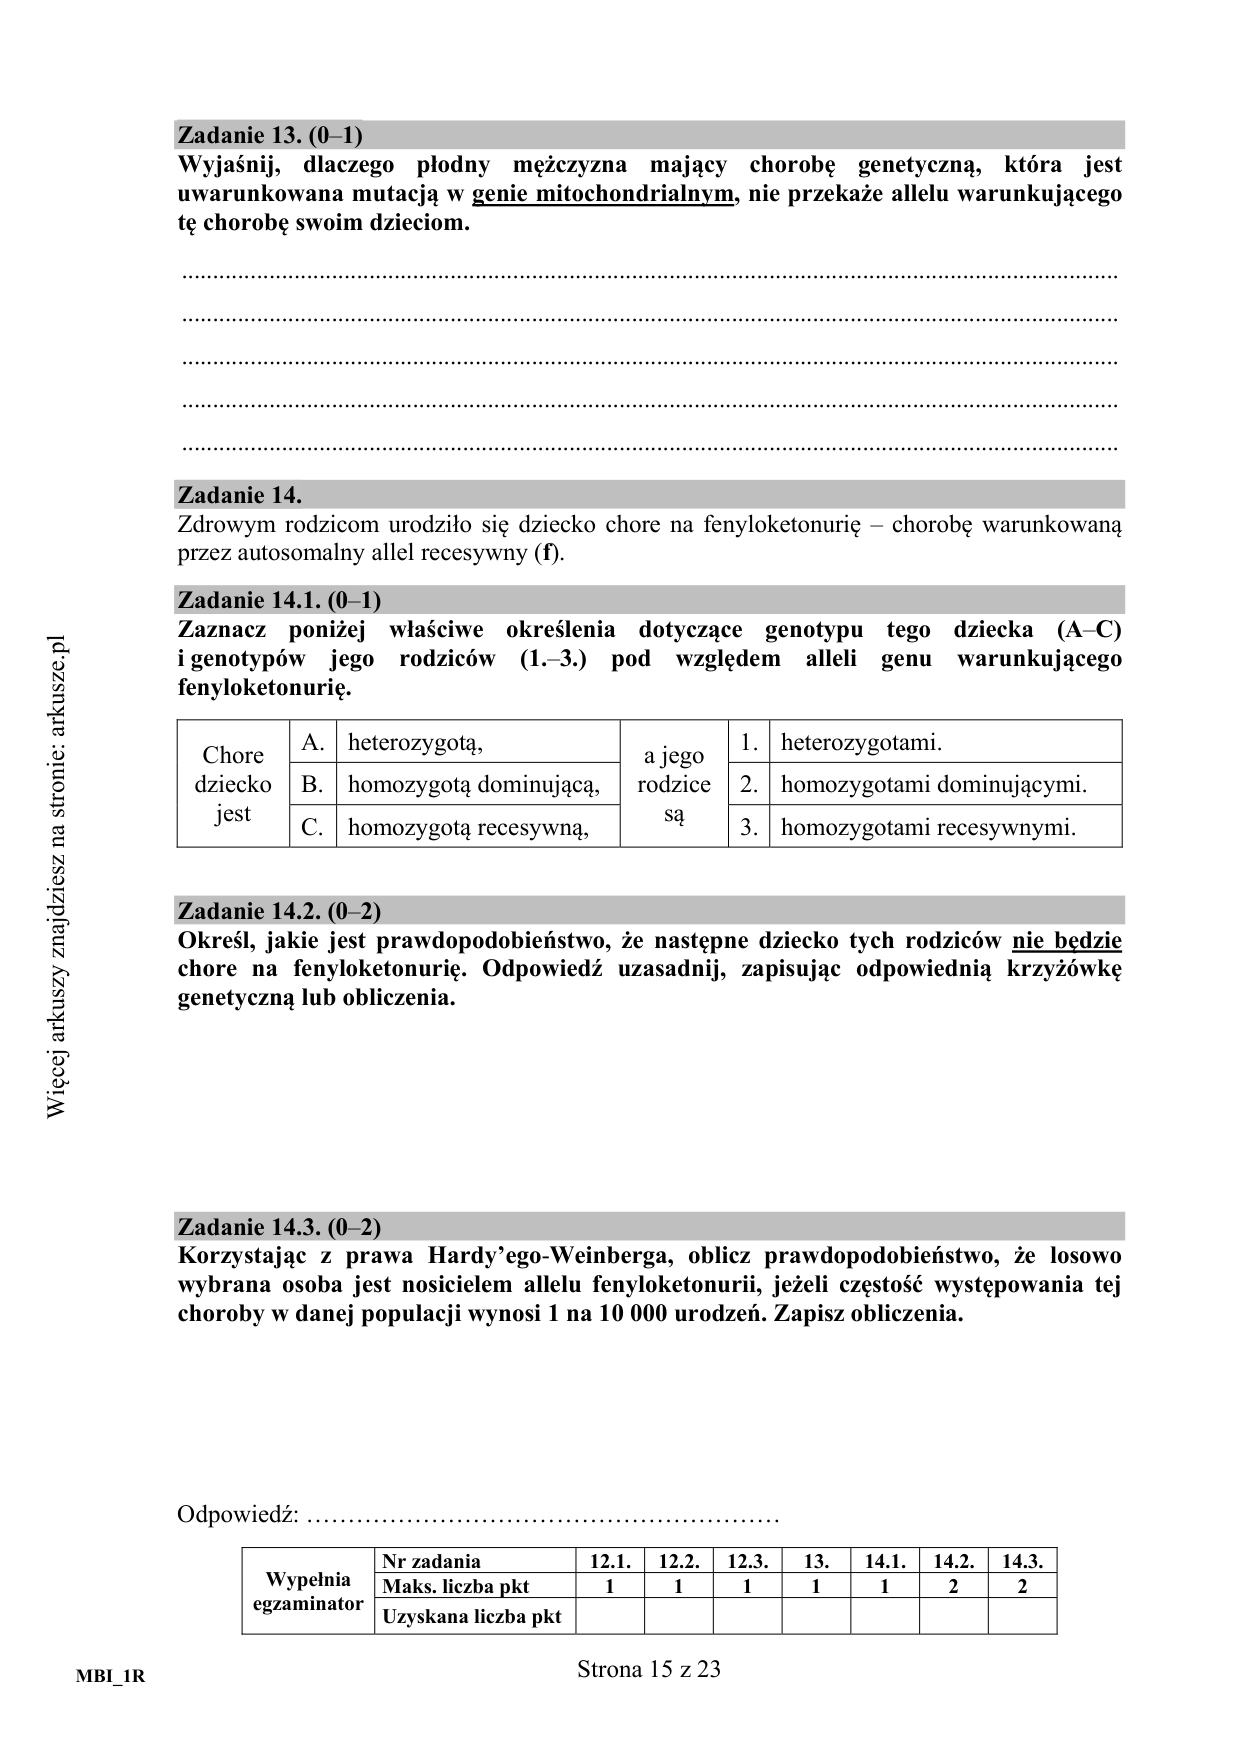 Zadanie 13. (0–1)
Wyjaśnij, dlaczego płodny mężczyzna mający chorobę genetyczną, która jest
uwarunkowana mutacją w genie mitochondrialnym, nie przekaże allelu warunkującego
tę chorobę swoim dzieciom.
Zadanie 14.
Zdrowym rodzicom urodziło się dziecko chore na fenyloketonurię – chorobę warunkowaną
przez autosomalny allel recesywny (f).
Zadanie 14.1. (0–1)
Zaznacz poniżej właściwe określenia dotyczące genotypu tego dziecka (A–C)
i genotypów jego rodziców (1.–3.) pod względem alleli genu warunkującego
fenyloketonurię.
Chore dziecko jest
A. heterozygotą,
B. homozygotą dominującą,
C. homozygotą recesywną,
a jego rodzice są
1. heterozygotami.
2. homozygotami dominującymi.
3. homozygotami recesywnymi.
Zadanie 14.2. (0–2)
Określ, jakie jest prawdopodobieństwo, że następne dziecko tych rodziców nie będzie
chore na fenyloketonurię. Odpowiedź uzasadnij, zapisując odpowiednią krzyżówkę
genetyczną lub obliczenia.
Zadanie 14.3. (0–2)
Korzystając z prawa Hardy’ego-Weinberga, oblicz prawdopodobieństwo, że losowo
wybrana osoba jest nosicielem allelu fenyloketonurii, jeżeli częstość występowania tej
choroby w danej populacji wynosi 1 na 10 000 urodzeń. Zapisz obliczenia.
Odpowiedź: …………………………………………………
Wypełnia egzaminator
Nr zadania 12.1. 12.2. 12.3. 13. 14.1. 14.2. 14.3.
Maks. liczba pkt 1 1 1 1 1 2 2
Uzyskana liczba pkt
MBI_1R
Strona 15 z 23
Więcej arkuszy znajdziesz na stronie: arkusze.pl